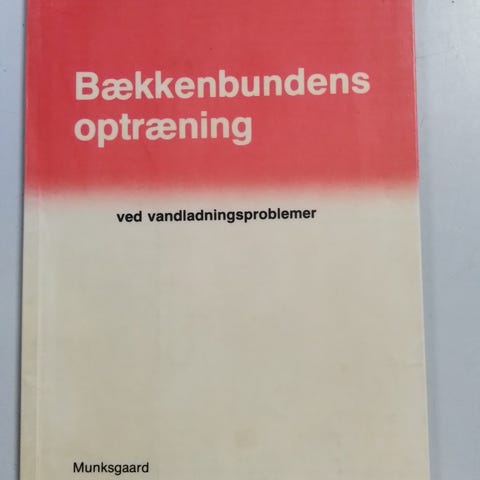 Bækkenbundens
optræning
ved vandladningsproblemer
Munksgaard